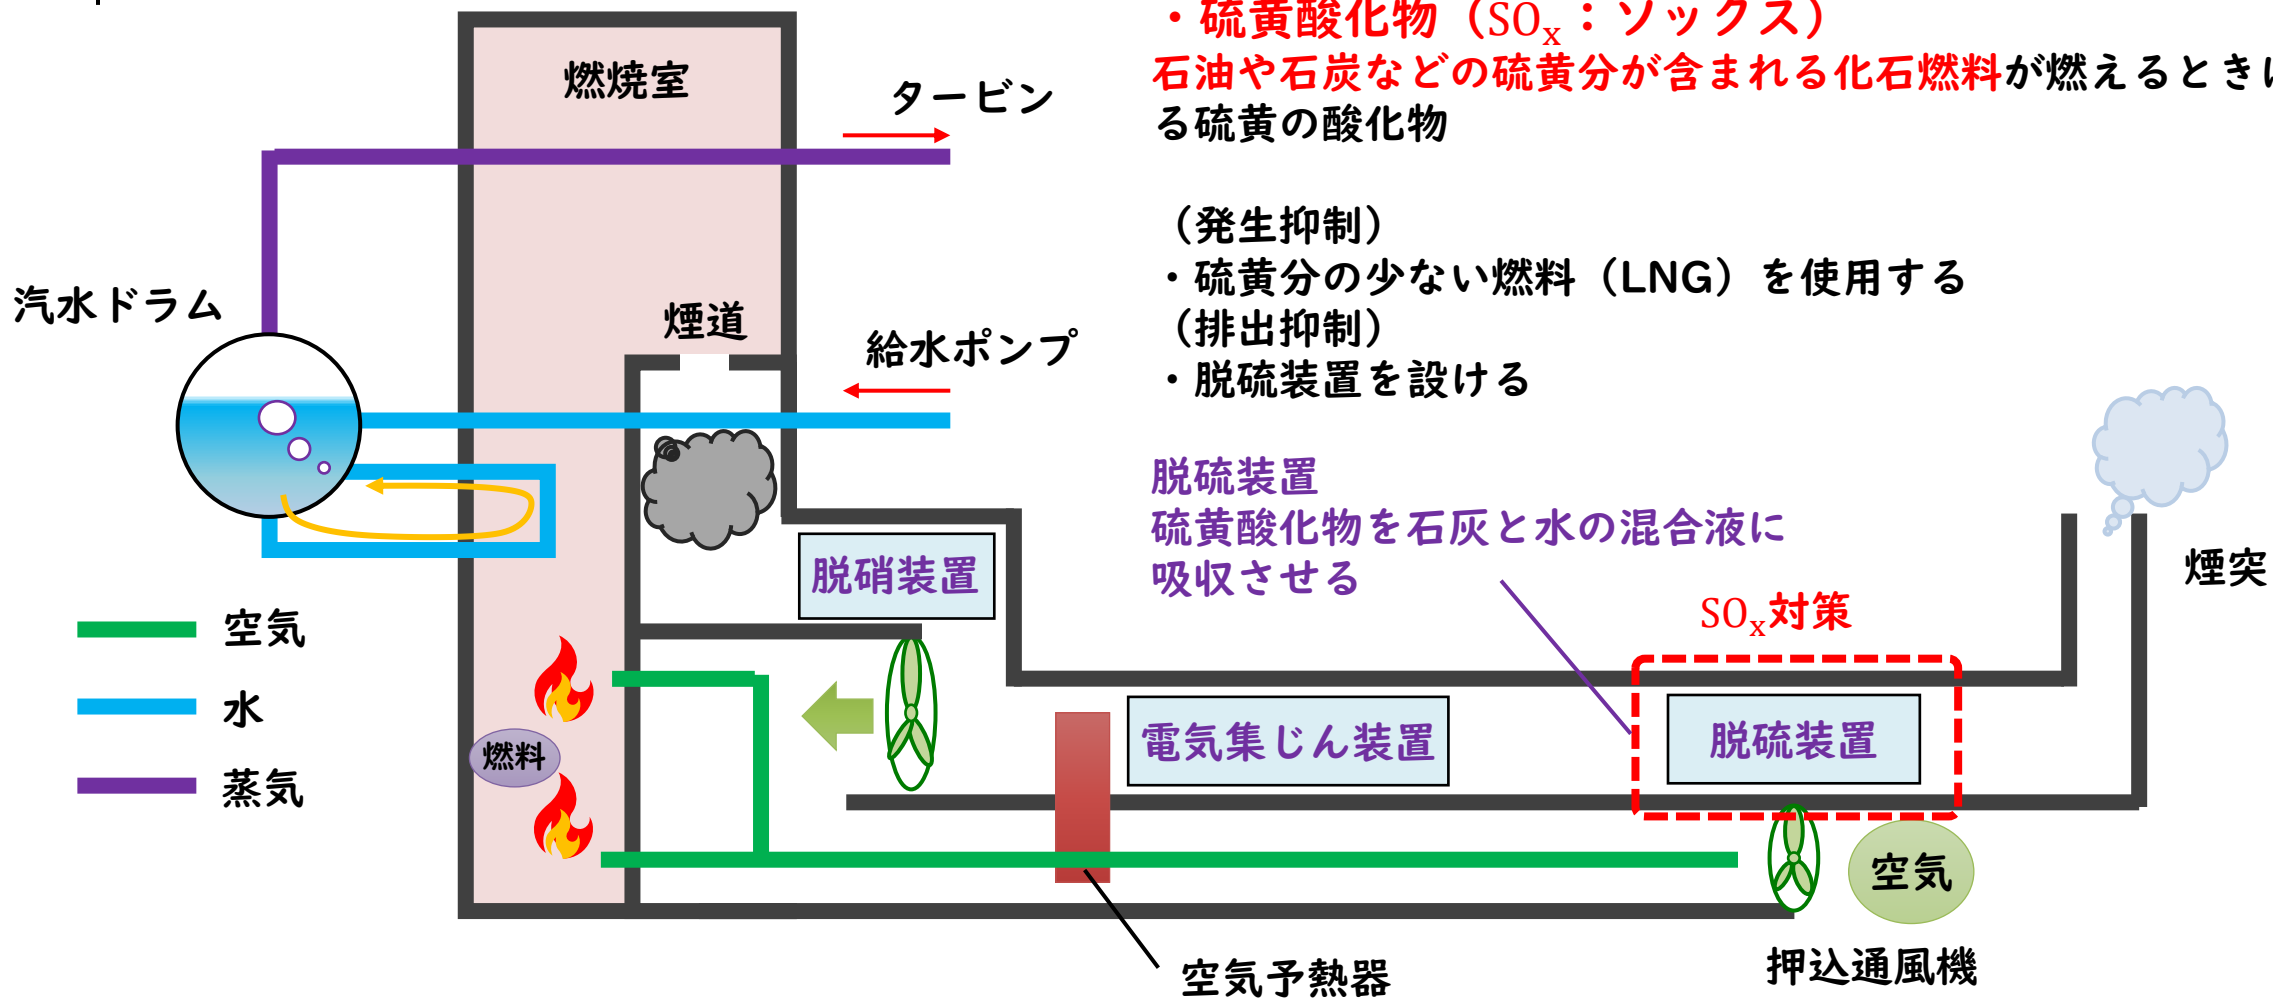 ・硫黄酸化物（SOx：ソックス）
石油や石炭などの硫黄分が含まれる化石燃料が燃えるときに
る硫黄の酸化物
（発生抑制）
・硫黄分の少ない燃料（LNG）を使用する
（排出抑制）
・脱硫装置を設ける
脱硫装置
硫黄酸化物を石灰と水の混合液に
吸収させる
SOx対策
燃焼室
タービン
汽水ドラム
煙道
給水ポンプ
脱硝装置
煙突
空気
水
蒸気
燃料
電気集じん装置
脱硫装置
空気
空気予熱器
押込通風機